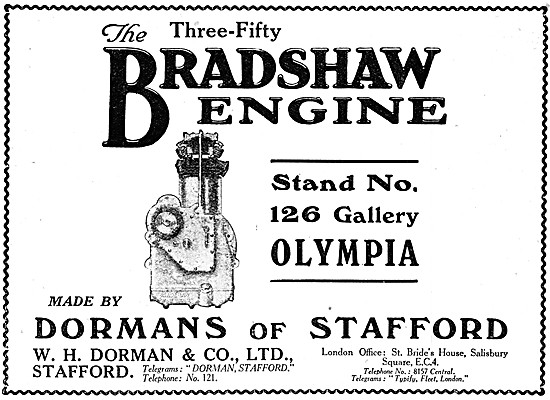 The Three-Fifty
BRADSHAW
ENGINE
Stand No.
126 Gallery
OLYMPIA
MADE BY
DORMANS OF STAFFORD
W. H. DORMAN & CO., LTD.,
STAFFORD. Telegrams: "DORMAN, STAFFORD."
Telephone: No. 121.
London Office: St. Bride's House, Salisbury
Square, E.C.4.
Telephone No.: 8157 Central.
Telegrams: "Typify, Fleet, London."